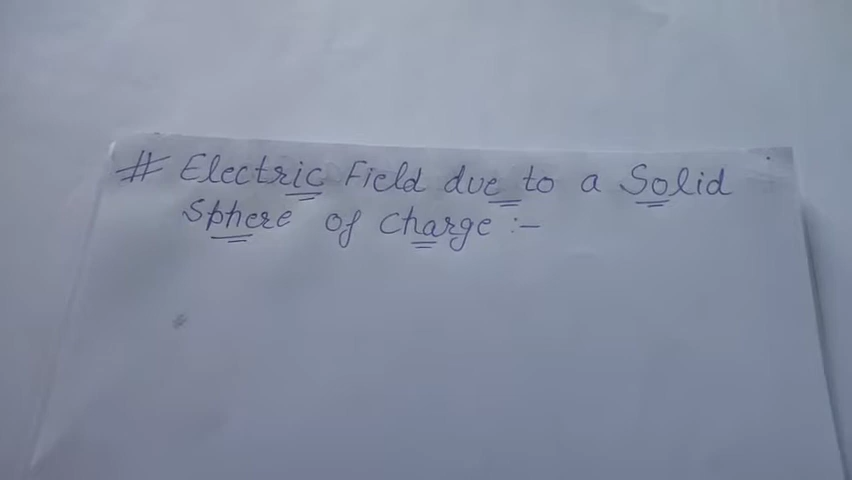 # Electric Field due to a Solid
Sphere of Charge :-